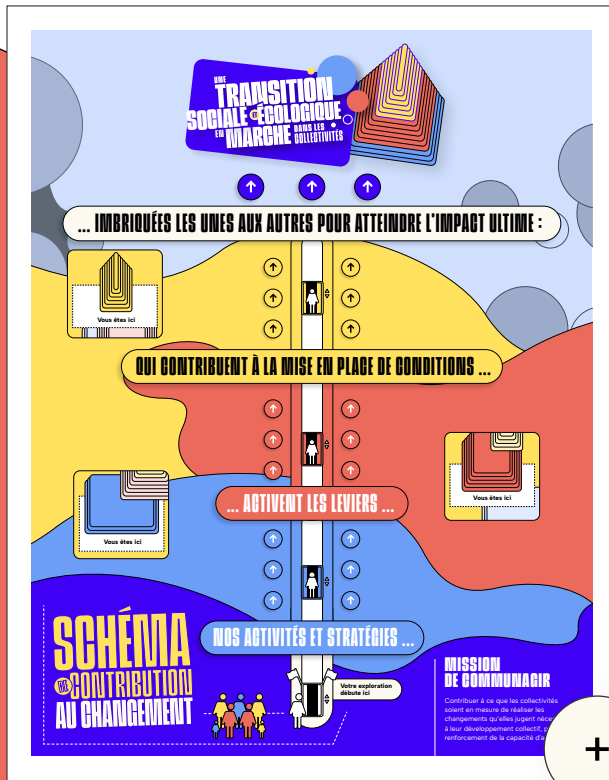 UNE
TRANSITION
SOCIALE ET ÉCOLOGIQUE
EN MARCHE DANS LES
COLLECTIVITÉS
... IMBRIQUÉES LES UNES AUX AUTRES POUR ATTEINDRE L'IMPACT ULTIME :
Vous êtes ici
QUI CONTRIBUENT À LA MISE EN PLACE DE CONDITIONS ...
Vous êtes ici
Vous êtes ici
... ACTIVENT LES LEVIERS ...
NOS ACTIVITÉS ET STRATÉGIES ...
SCHÉMA
DE CONTRIBUTION
AU CHANGEMENT
Votre exploration
débute ici
MISSION
DE COMMUNAGIR
Contribuer à ce que les collectivités
soient en mesure de réaliser les
changements qu'elles jugent
à leur développement collectif,
renforcement de la capacité
+